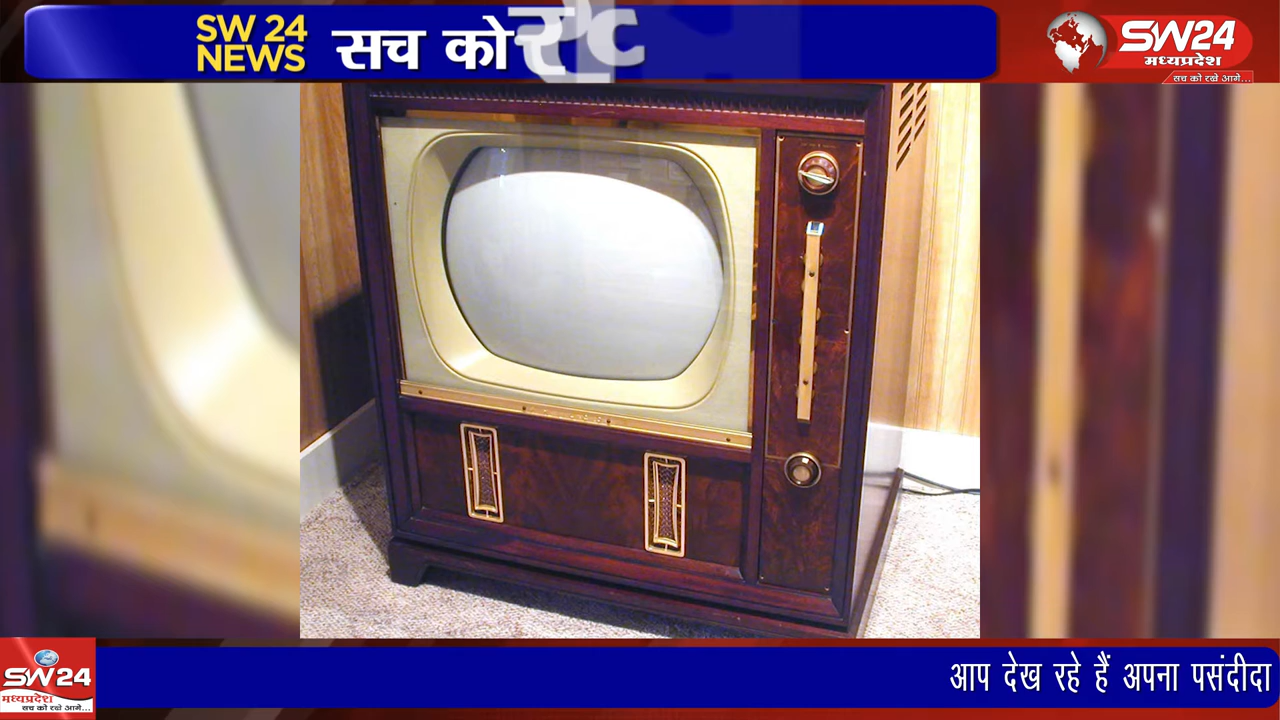 SW 24
NEWS
सच को
SW24
मध्यप्रदेश
सच को रखे आगे...
SW24
मध्यप्रदेश
सच को रखे आगे...
आप देख रहे हैं अपना पसंदीदा